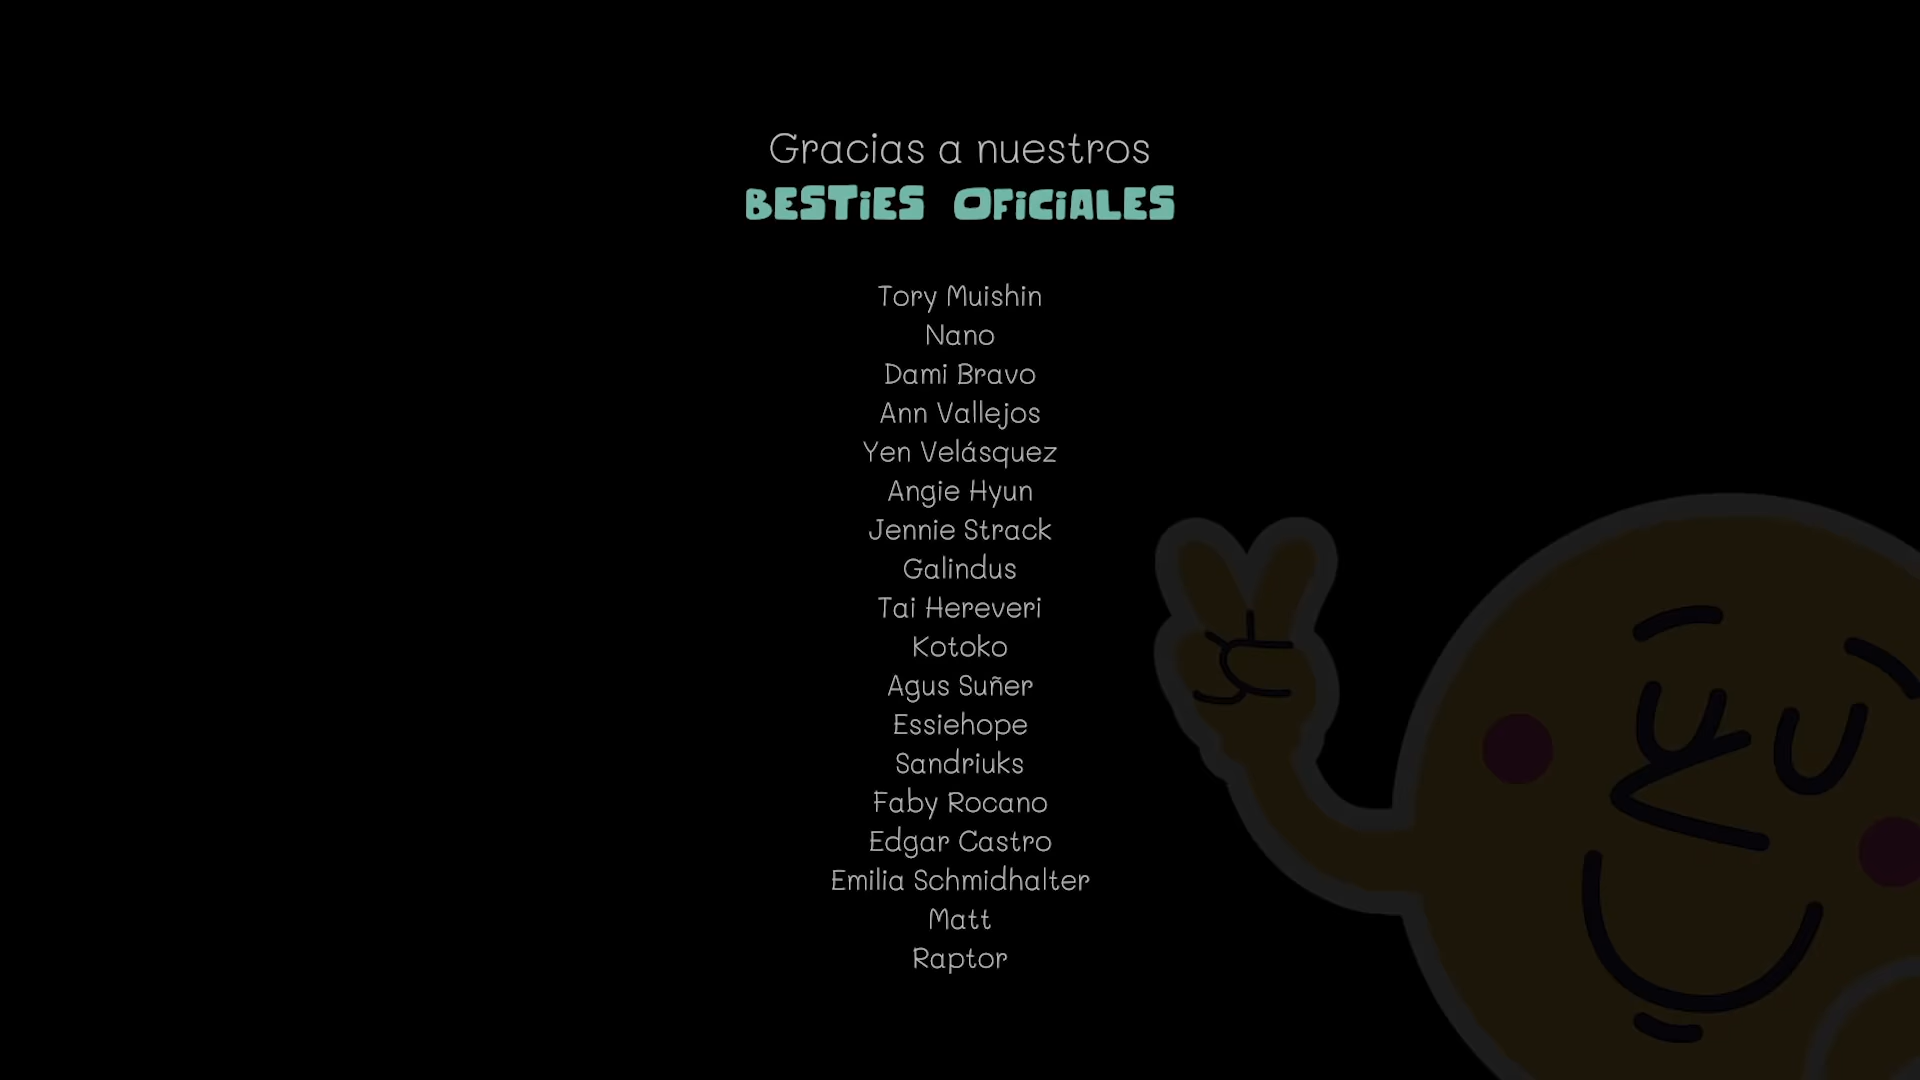 Gracias a nuestros
BESTiES OFiCiALES
Tory Muishin
Nano
Dami Bravo
Ann Vallejos
Yen Velásquez
Angie Hyun
Jennie Strack
Galindus
Tai Hereveri
Kotoko
Agus Suñer
Essiehope
Sandriuks
Faby Rocano
Edgar Castro
Emilia Schmidhalter
Matt
Raptor